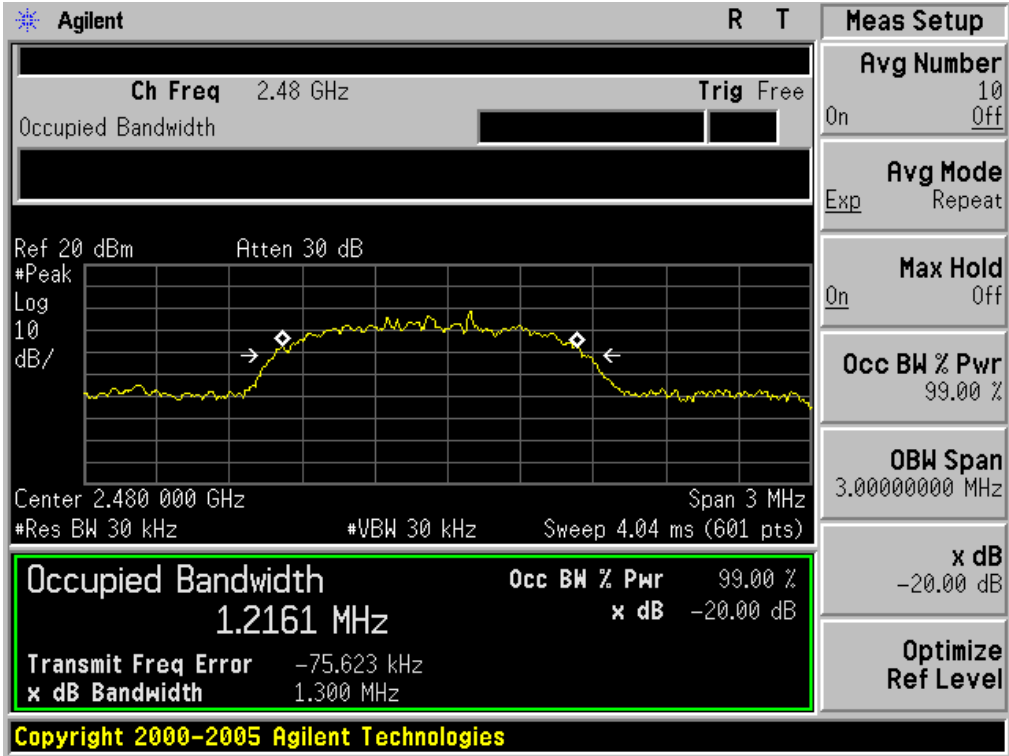 Agilent R T
Ch Freq 2.48 GHz Trig Free
Occupied Bandwidth
Ref 20 dBm Atten 30 dB
#Peak
Log
10
dB/
Center 2.480 000 GHz Span 3 MHz
#Res BW 30 kHz #VBW 30 kHz Sweep 4.04 ms (601 pts)
Occupied Bandwidth Occ BW % Pwr 99.00 %
1.2161 MHz x dB -20.00 dB
Transmit Freq Error -75.623 kHz
x dB Bandwidth 1.300 MHz
Copyright 2000-2005 Agilent Technologies
Meas Setup
Avg Number
10
On Off
Avg Mode
Exp Repeat
Max Hold
On Off
Occ BW % Pwr
99.00 %
OBW Span
3.00000000 MHz
x dB
-20.00 dB
Optimize
Ref Level